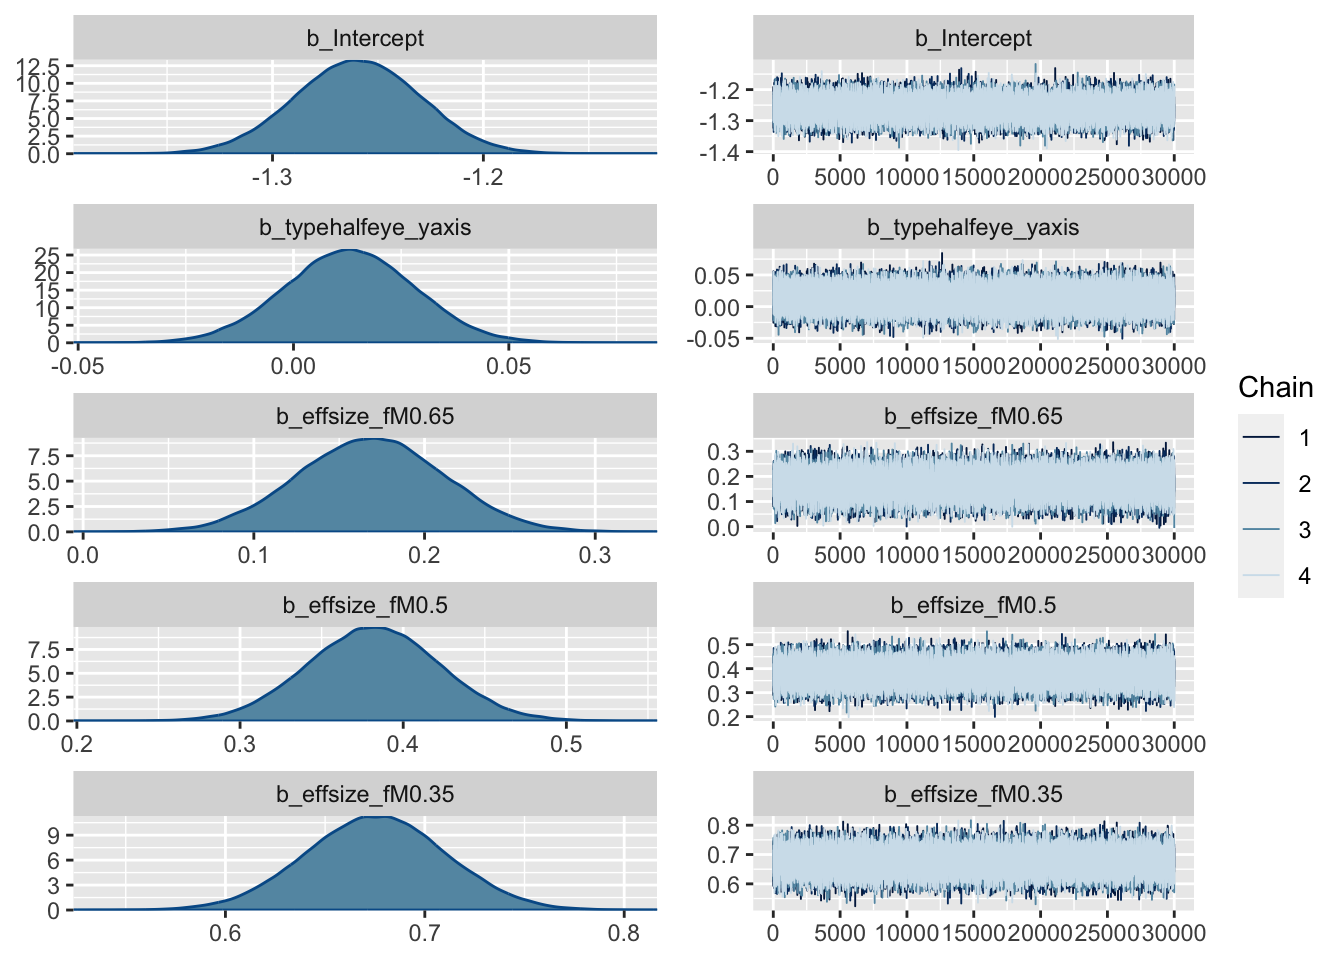 b_Intercept
12.5
10.0
7.5
5.0
2.5
0.0
-1.3 -1.2
b_Intercept
-1.2
-1.3
-1.4
0 5000 10000 15000 20000 25000 30000
b_typehalfeye_yaxis
25
20
15
10
5
0
-0.05 0.00 0.05
b_typehalfeye_yaxis
0.05
0.00
-0.05
0 5000 10000 15000 20000 25000 30000
b_effsize_fM0.65
7.5
5.0
2.5
0.0
0.0 0.1 0.2 0.3
b_effsize_fM0.65
0.3
0.2
0.1
0.0
0 5000 10000 15000 20000 25000 30000
b_effsize_fM0.5
7.5
5.0
2.5
0.0
0.2 0.3 0.4 0.5
b_effsize_fM0.5
0.5
0.4
0.3
0.2
0 5000 10000 15000 20000 25000 30000
b_effsize_fM0.35
9
6
3
0
0.6 0.7 0.8
b_effsize_fM0.35
0.8
0.7
0.6
0 5000 10000 15000 20000 25000 30000
Chain
1
2
3
4